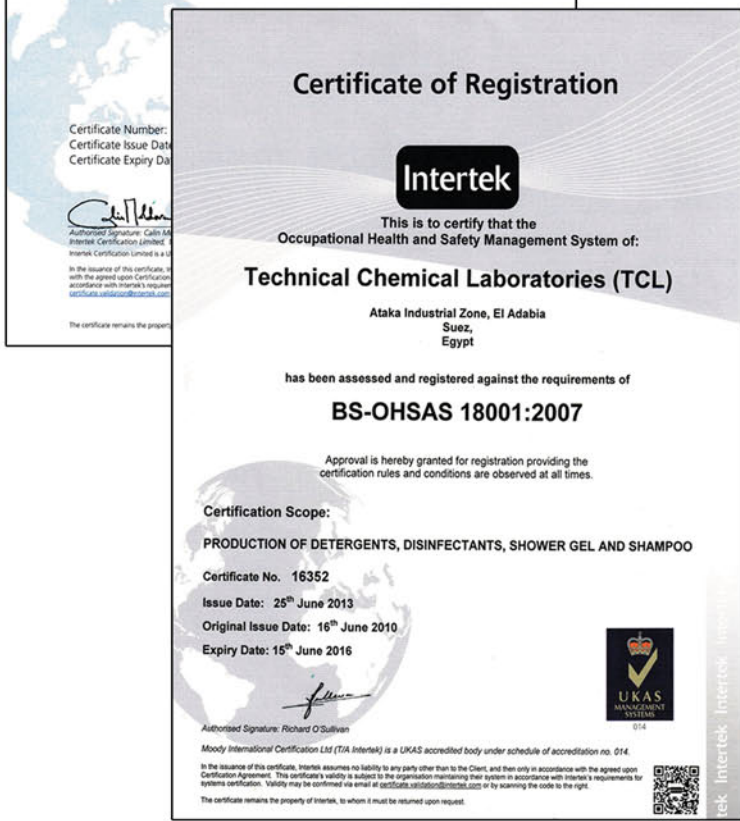 Certificate Number:
Certificate Issue Date
Certificate Expiry Da
Authorised Signature: Calin M
Intertek Certification Limited,
Intertek Certification Limited is a U
In the issuance of this certificate, I
with the agreed upon Certification
accordance with Intertek's requirem
certificate.validation@intertek.com
The certificate remains the property
Certificate of Registration
Intertek
This is to certify that the
Occupational Health and Safety Management System of:
Technical Chemical Laboratories (TCL)
Ataka Industrial Zone, El Adabia
Suez,
Egypt
has been assessed and registered against the requirements of
BS-OHSAS 18001:2007
Approval is hereby granted for registration providing the
certification rules and conditions are observed at all times.
Certification Scope:
PRODUCTION OF DETERGENTS, DISINFECTANTS, SHOWER GEL AND SHAMPOO
Certificate No. 16352
Issue Date: 25th June 2013
Original Issue Date: 16th June 2010
Expiry Date: 15th June 2016
UKAS
MANAGEMENT
SYSTEMS
014
Authorised Signature: Richard O'Sullivan
Moody International Certification Ltd (T/A Intertek) is a UKAS accredited body under schedule of accreditation no. 014.
In the issuance of this certificate, Intertek assumes no liability to any party other than to the Client, and then only in accordance with the agreed upon
Certification Agreement. This certificate's validity is subject to the organisation maintaining their system in accordance with Intertek's requirements for
systems certification. Validity may be confirmed via email at certificate.validation@intertek.com or by scanning the code to the right.
The certificate remains the property of Intertek, to whom it must be returned upon request.
tek Intertek Intertek Intertek